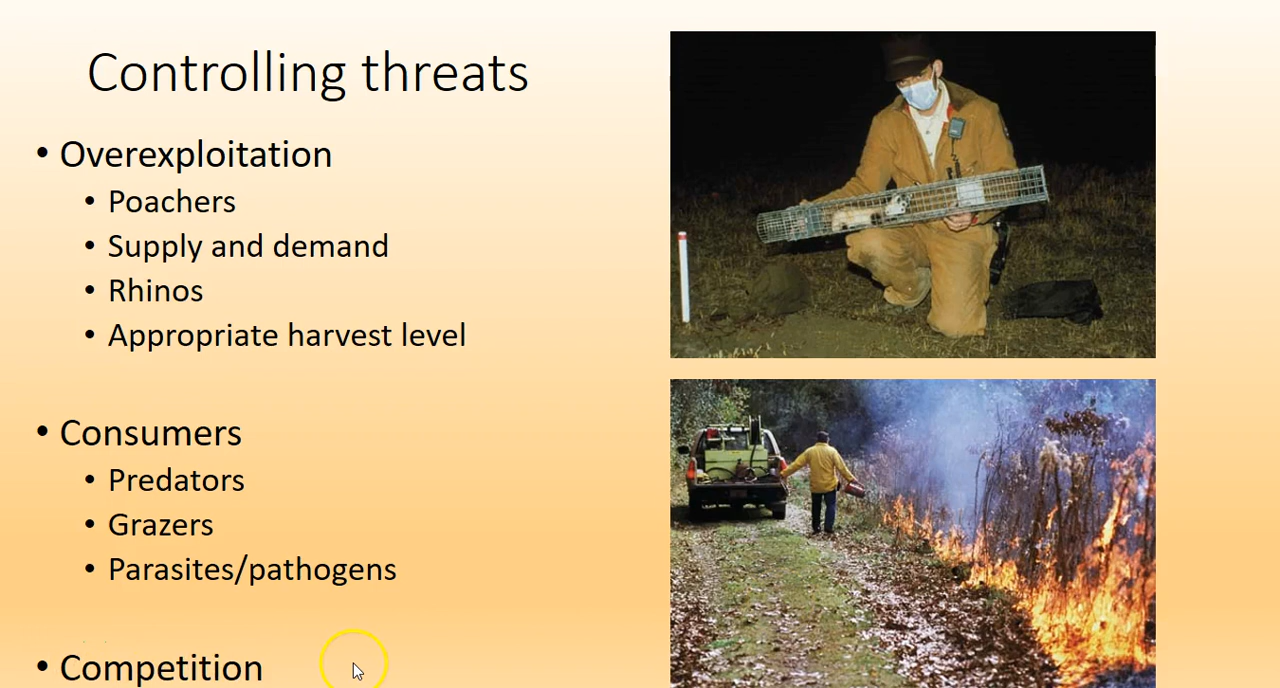 Controlling threats
• Overexploitation
• Poachers
• Supply and demand
• Rhinos
• Appropriate harvest level
• Consumers
• Predators
• Grazers
• Parasites/pathogens
• Competition